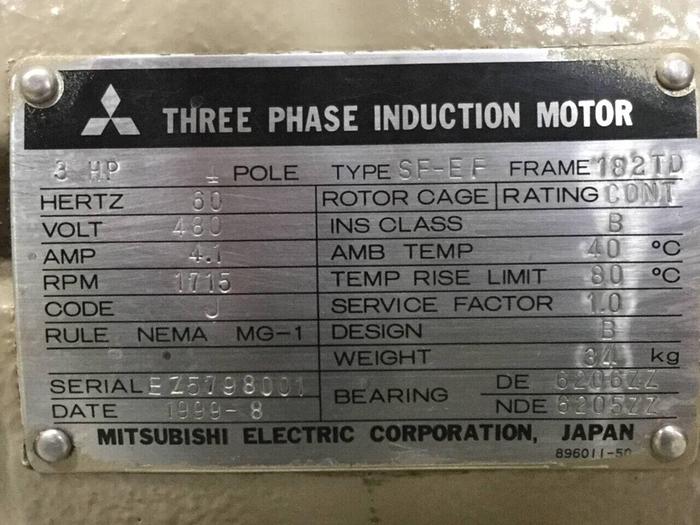 THREE PHASE INDUCTION MOTOR
3 HP POLE TYPE SF-EF FRAME 182TD
HERTZ 60 ROTOR CAGE RATING CONT
VOLT 460 INS CLASS B
AMP 4.1 AMB TEMP 40 °C
RPM 1715 TEMP RISE LIMIT 80 °C
CODE J SERVICE FACTOR 1.0
RULE NEMA MG-1 DESIGN B
WEIGHT 34 kg
SERIAL EZ5798001 BEARING DE 6206ZZ
DATE 1999-8 NDE 6205ZZ
MITSUBISHI ELECTRIC CORPORATION, JAPAN
896011-50